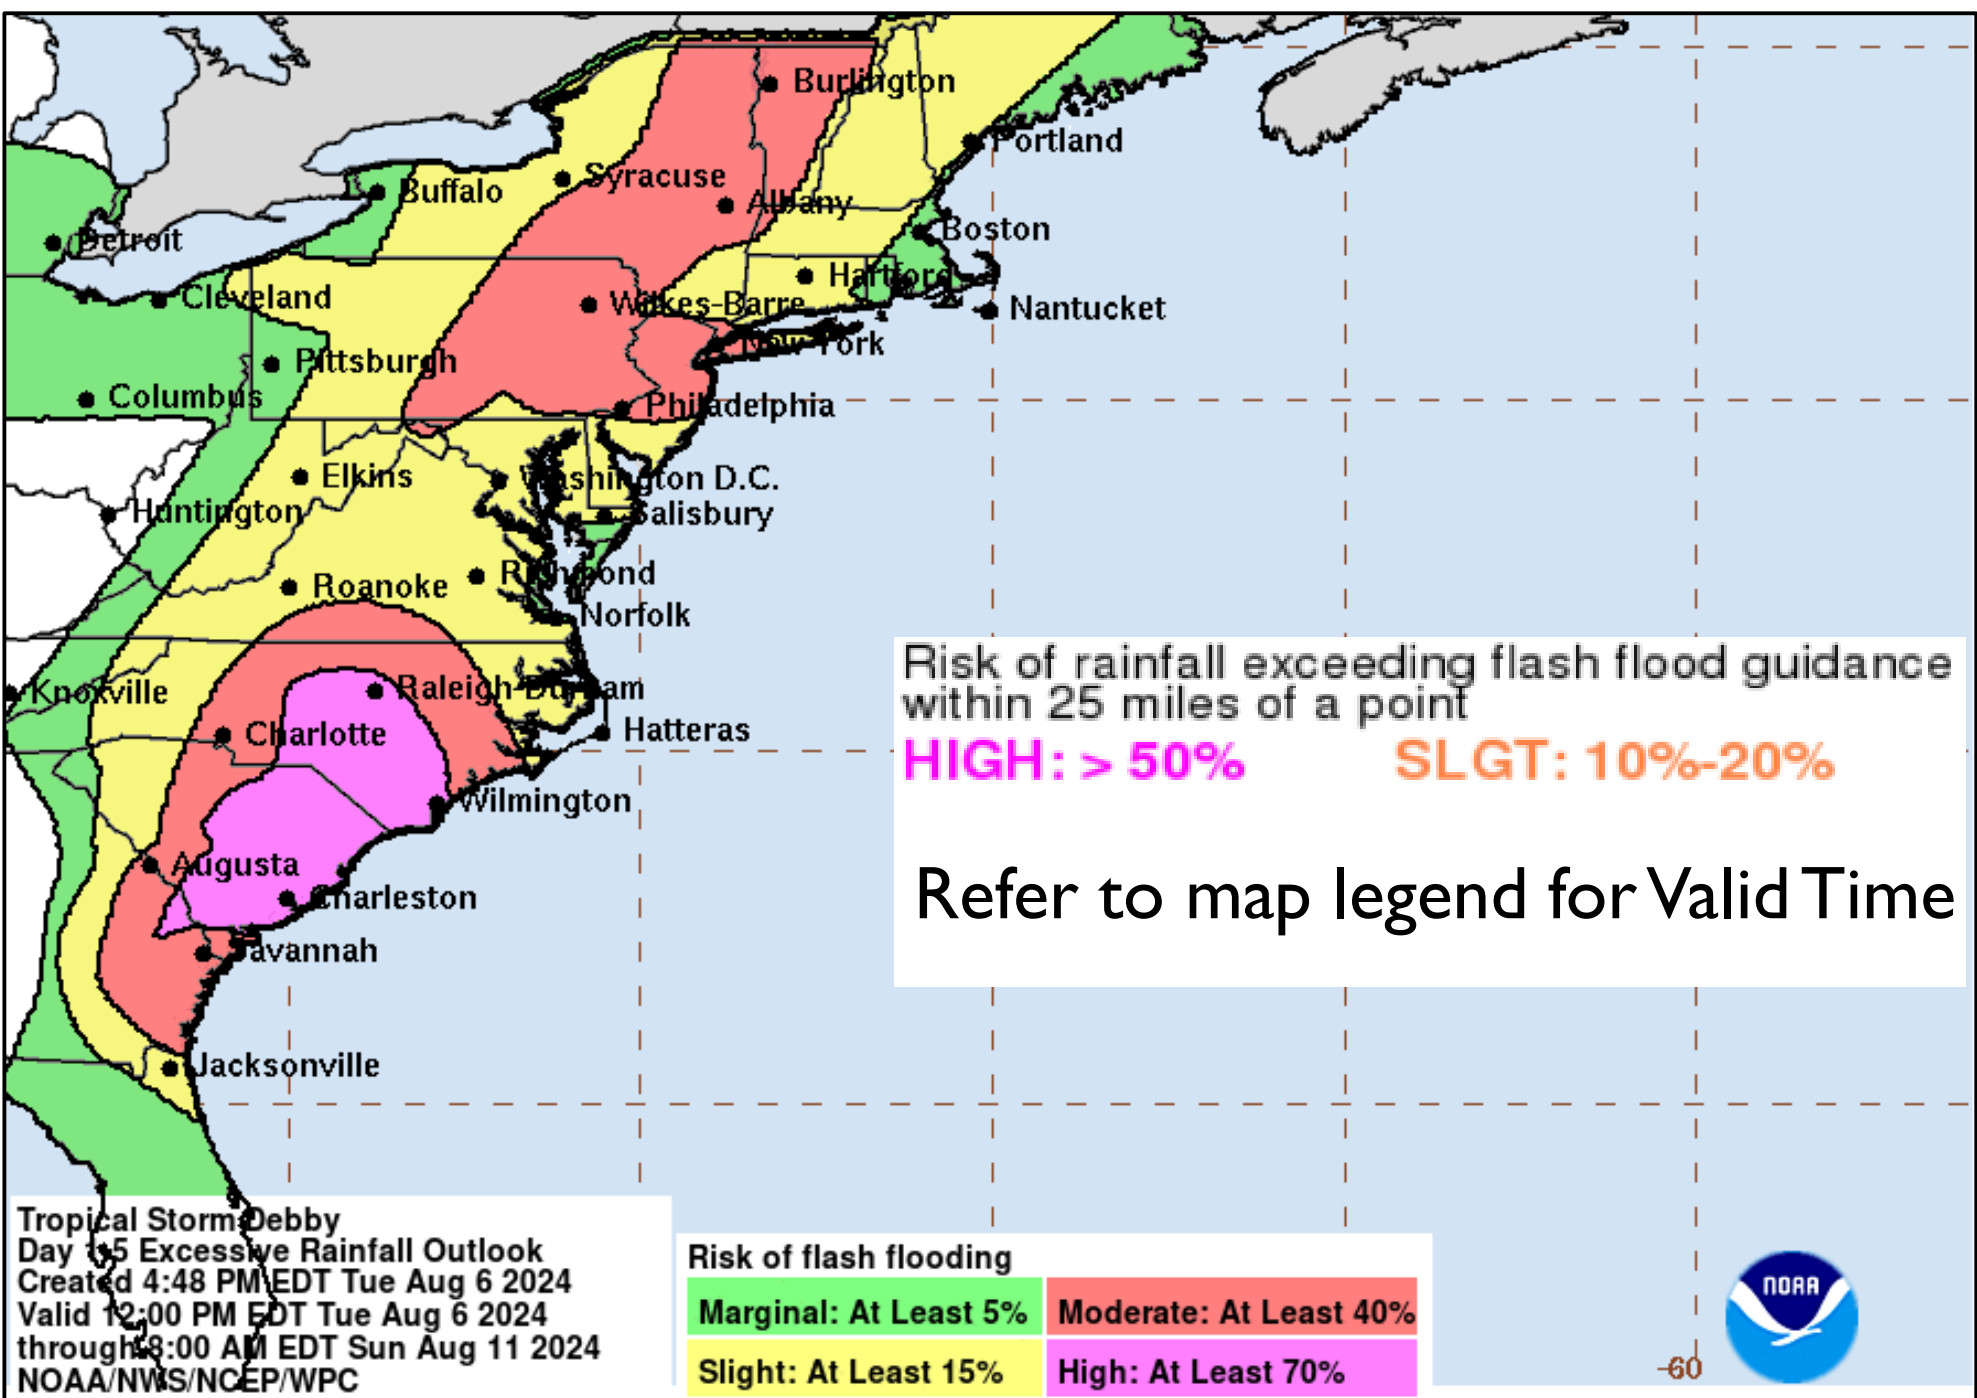 Burlington
Portland
Syracuse
Buffalo
Albany
Boston
Detroit
Hartford
Cleveland
Wilkes-Barre
Nantucket
New York
Pittsburgh
Columbus
Philadelphia
Elkins
Washington D.C.
Huntington
Salisbury
Roanoke
Richmond
Norfolk
Knoxville
Raleigh-Durham
Charlotte
Hatteras
Wilmington
Augusta
Charleston
Savannah
Jacksonville
Risk of rainfall exceeding flash flood guidance
within 25 miles of a point
HIGH: > 50% SLGT: 10%-20%
Refer to map legend for Valid Time
Tropical Storm Debby
Day 1-5 Excessive Rainfall Outlook
Created 4:48 PM EDT Tue Aug 6 2024
Valid 12:00 PM EDT Tue Aug 6 2024
through 8:00 AM EDT Sun Aug 11 2024
NOAA/NWS/NCEP/WPC
Risk of flash flooding
Marginal: At Least 5% Moderate: At Least 40%
Slight: At Least 15% High: At Least 70%
-60
NOAA